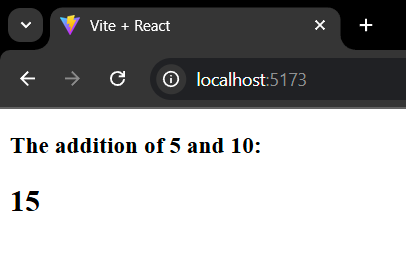 Vite + React
localhost:5173
The addition of 5 and 10:
15